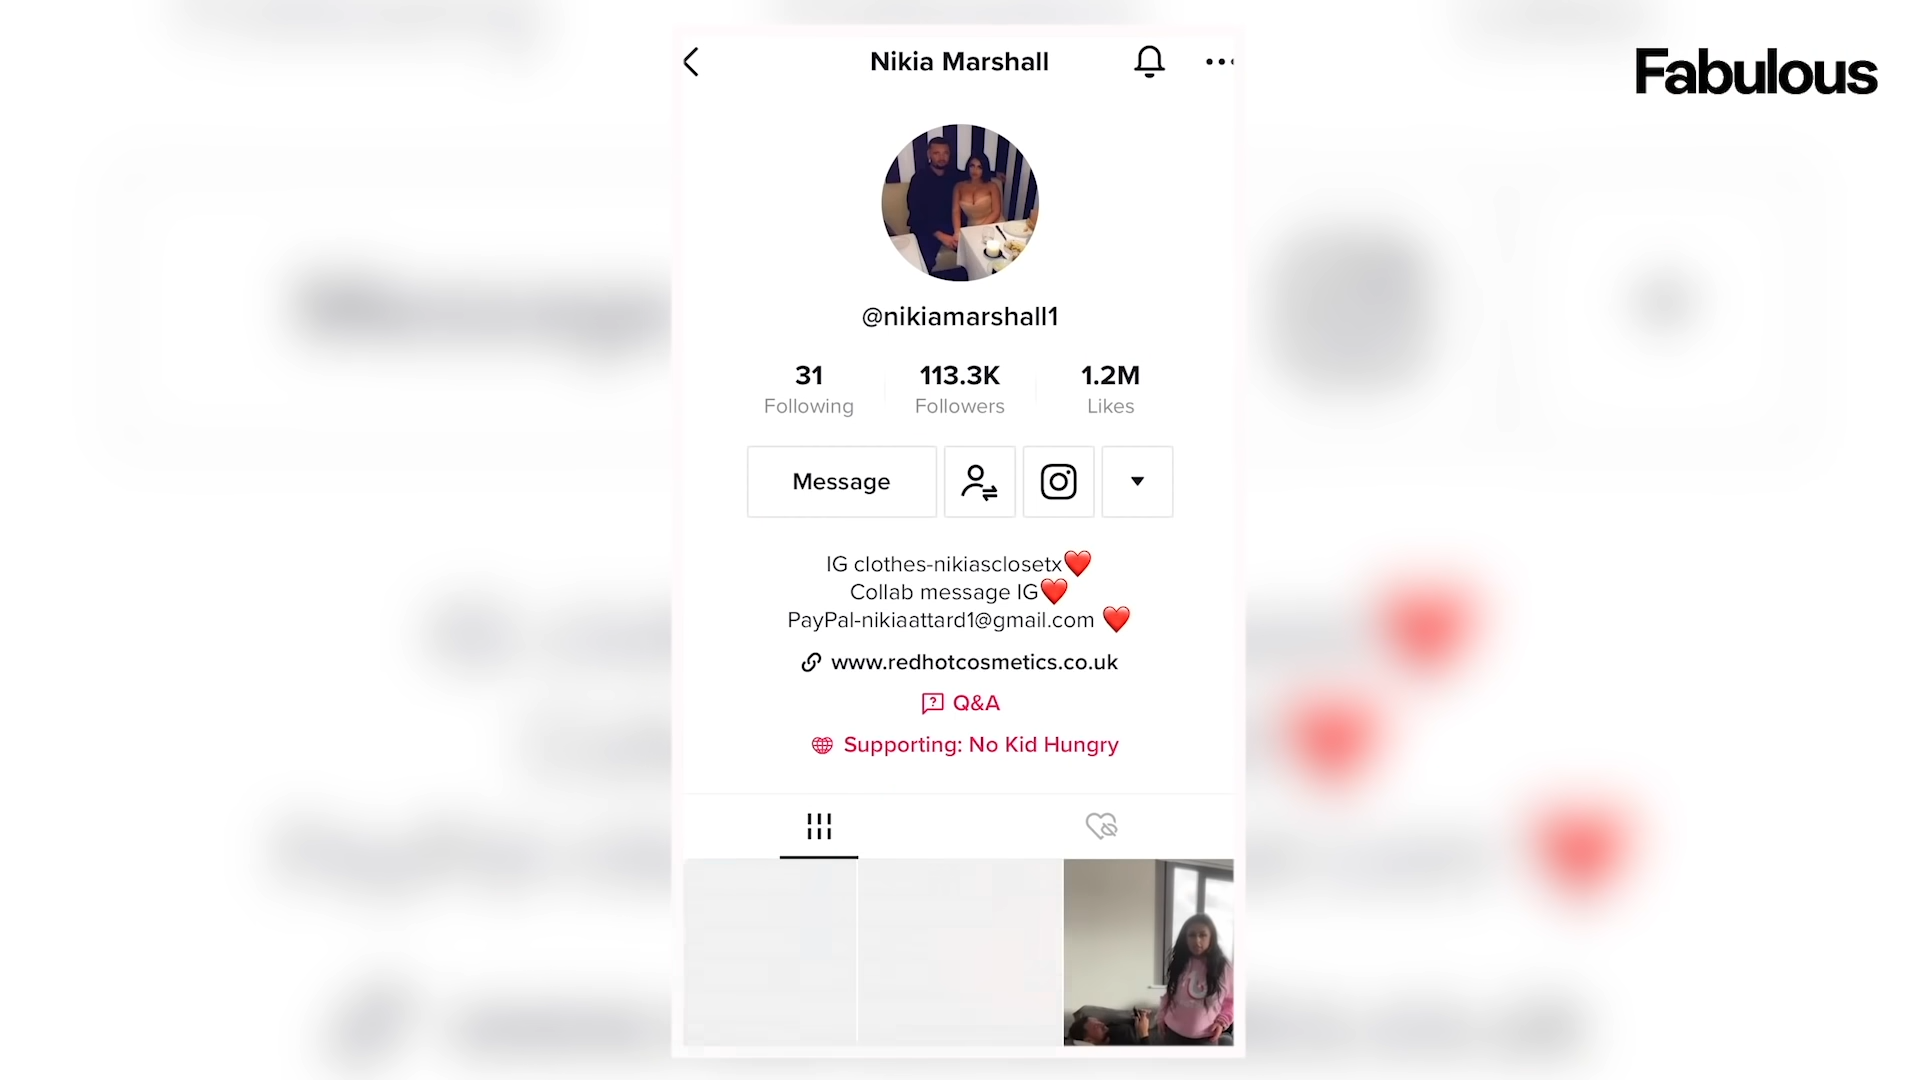 Nikia Marshall
Fabulous
@nikiamarshall1
31 113.3K 1.2M
Following Followers Likes
Message
IG clothes-nikiasclosetx❤️
Collab message IG❤️
PayPal-nikiaattard1@gmail.com ❤️
www.redhotcosmetics.co.uk
Q&A
Supporting: No Kid Hungry